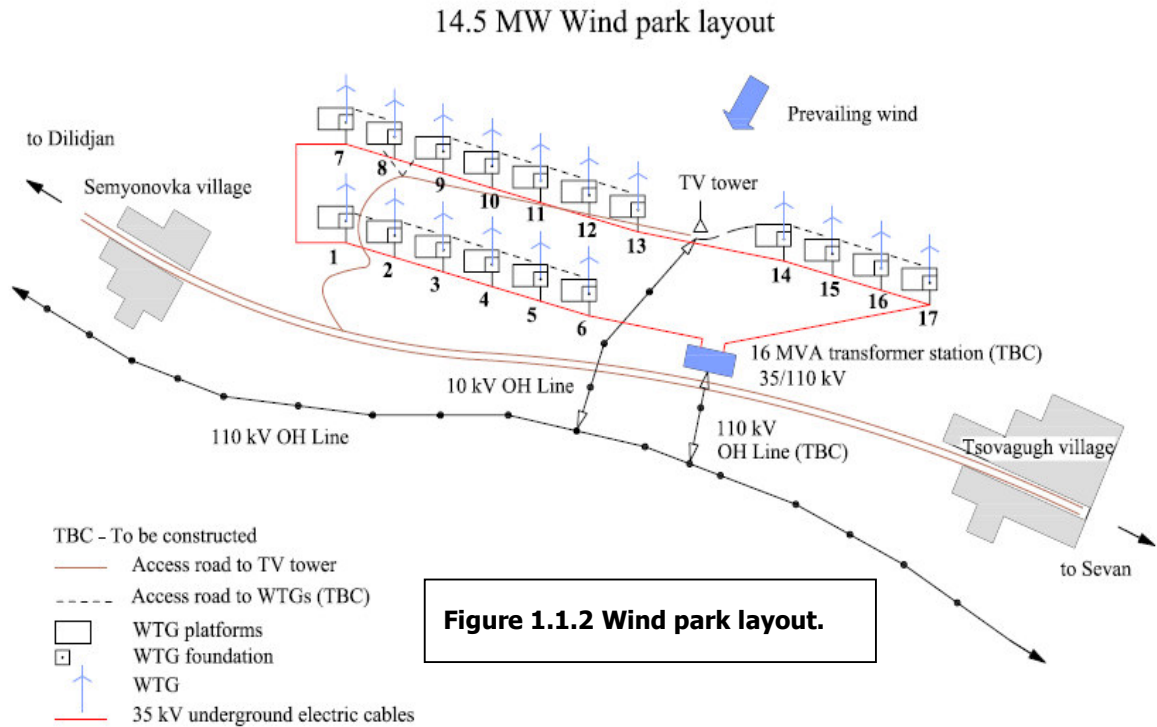 14.5 MW Wind park layout
Prevailing wind
to Dilidjan
Semyonovka village
TV tower
7
8
9
10
11
12
13
14
15
16
17
1
2
3
4
5
6
16 MVA transformer station (TBC)
35/110 kV
10 kV OH Line
110 kV OH Line
110 kV
OH Line (TBC)
Tsovagugh village
to Sevan
TBC - To be constructed
Access road to TV tower
Access road to WTGs (TBC)
WTG platforms
WTG foundation
WTG
35 kV underground electric cables
Figure 1.1.2 Wind park layout.